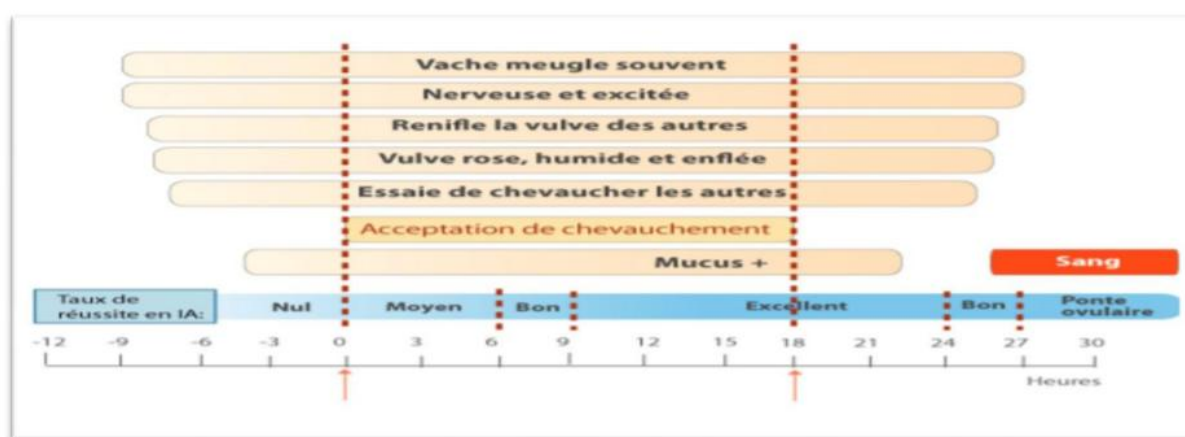 Vache meugle souvent
Nerveuse et excitée
Renifle la vulve des autres
Vulve rose, humide et enflée
Essaie de chevaucher les autres
Acceptation de chevauchement
Mucus +
Sang
Taux de
réussite en IA:
Nul
Moyen
Bon
Excellent
Bon
Ponte
ovulaire
-12 -9 -6 -3 0 3 6 9 12 15 18 21 24 27 30
Heures